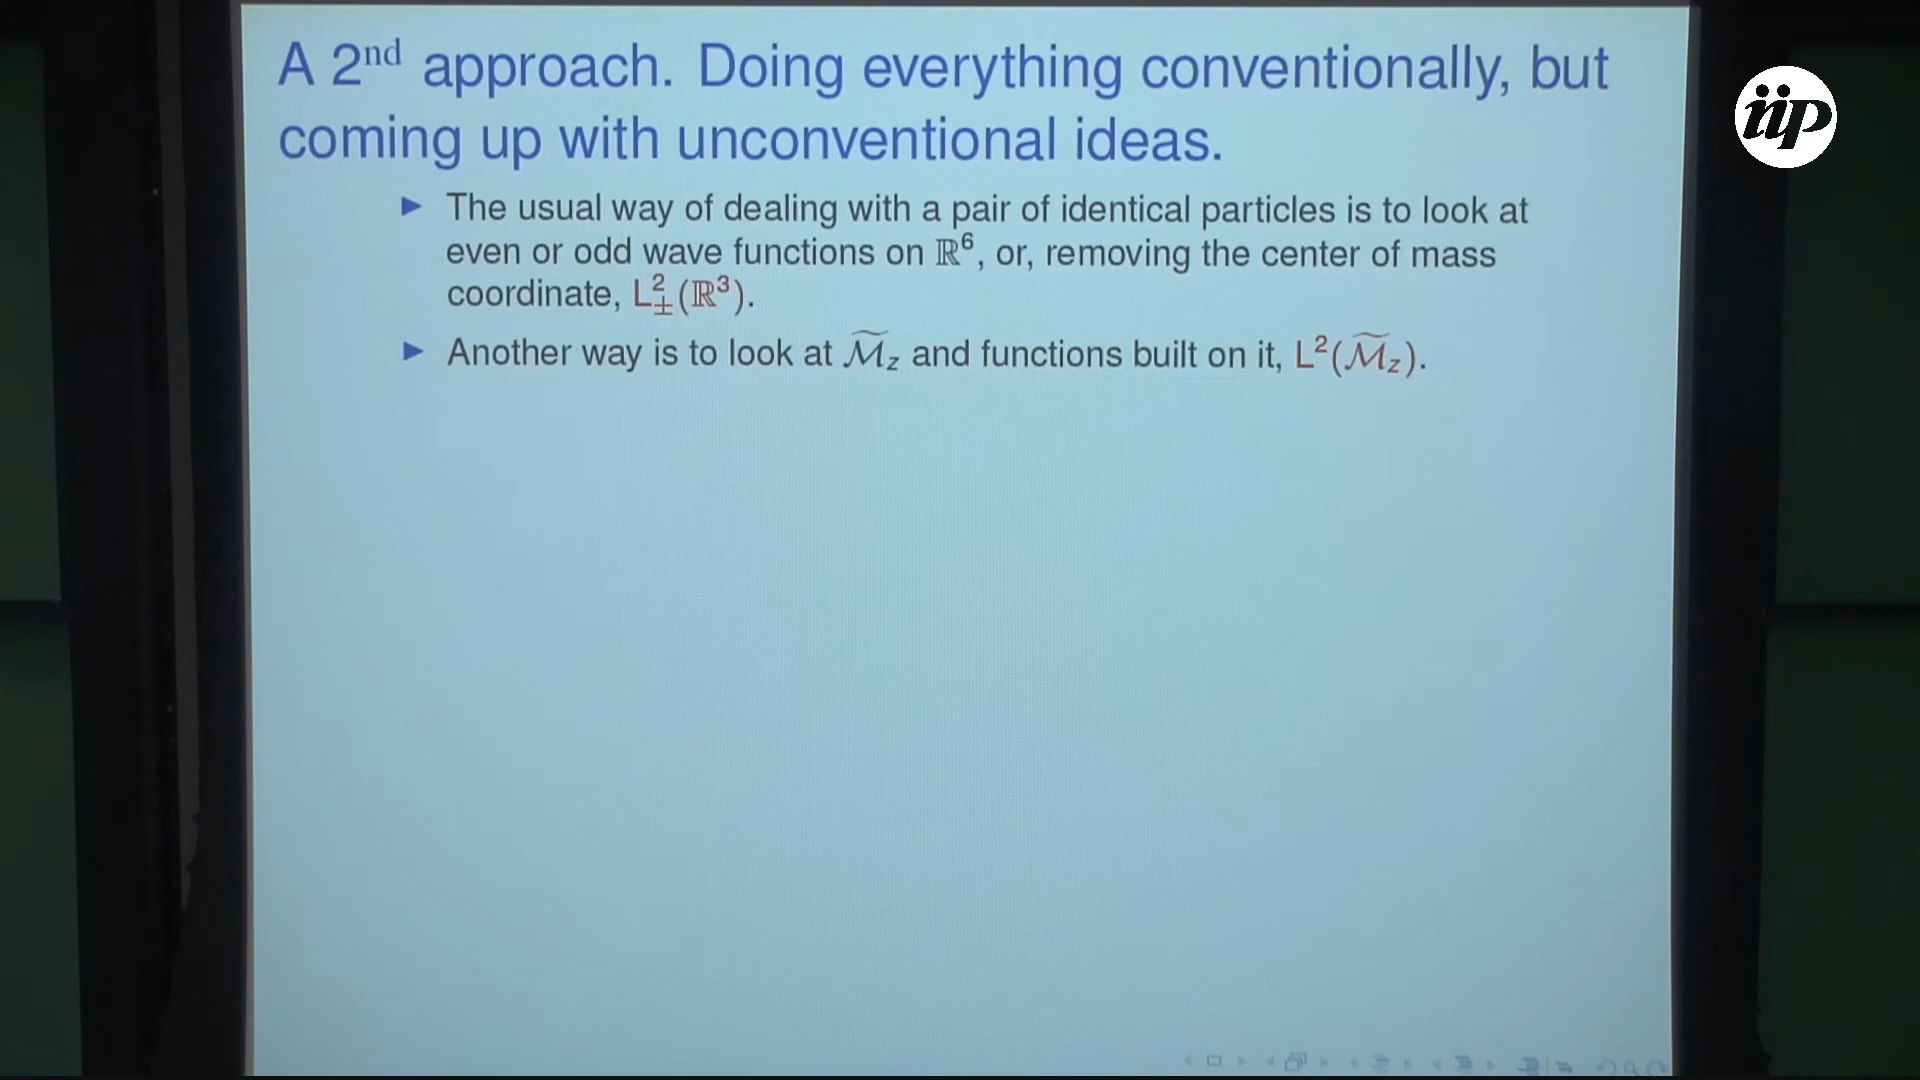 A 2nd approach. Doing everything conventionally, but
coming up with unconventional ideas.
▶ The usual way of dealing with a pair of identical particles is to look at
even or odd wave functions on ℝ⁶, or, removing the center of mass
coordinate, L²±(ℝ³).
▶ Another way is to look at ℳ̃z and functions built on it, L²(ℳ̃z).
iip